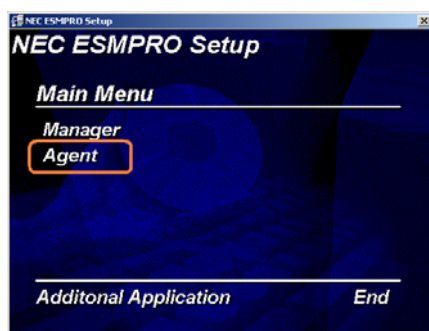 NEC ESMPRO Setup
NEC ESMPRO Setup
Main Menu
Manager
Agent
Additonal Application End